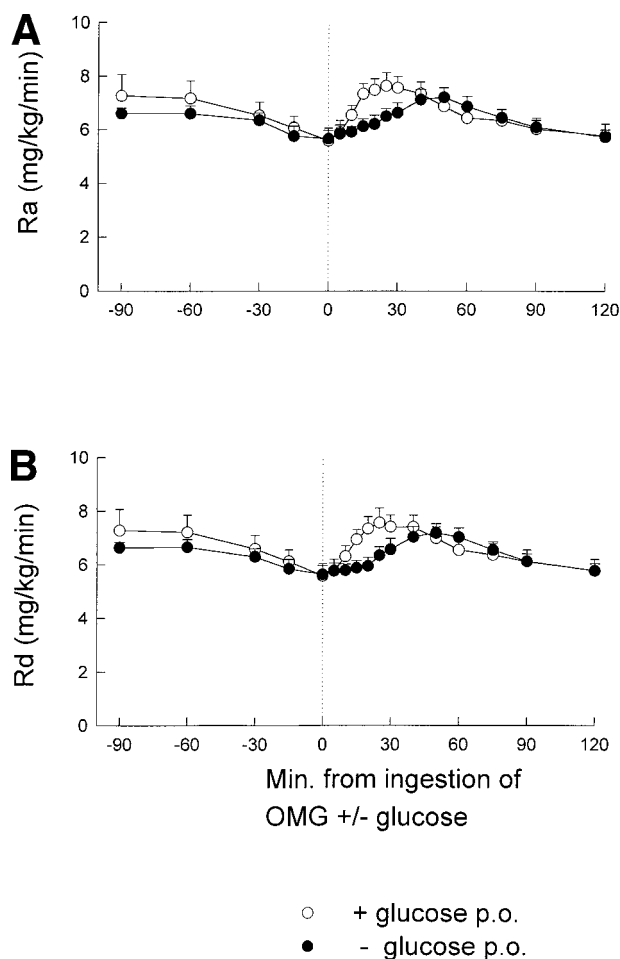 A
10
8
6
4
2
0
Ra (mg/kg/min)
-90 -60 -30 0 30 60 90 120
B
10
8
6
4
2
0
Rd (mg/kg/min)
-90 -60 -30 0 30 60 90 120
Min. from ingestion of
OMG +/- glucose
+ glucose p.o.
- glucose p.o.